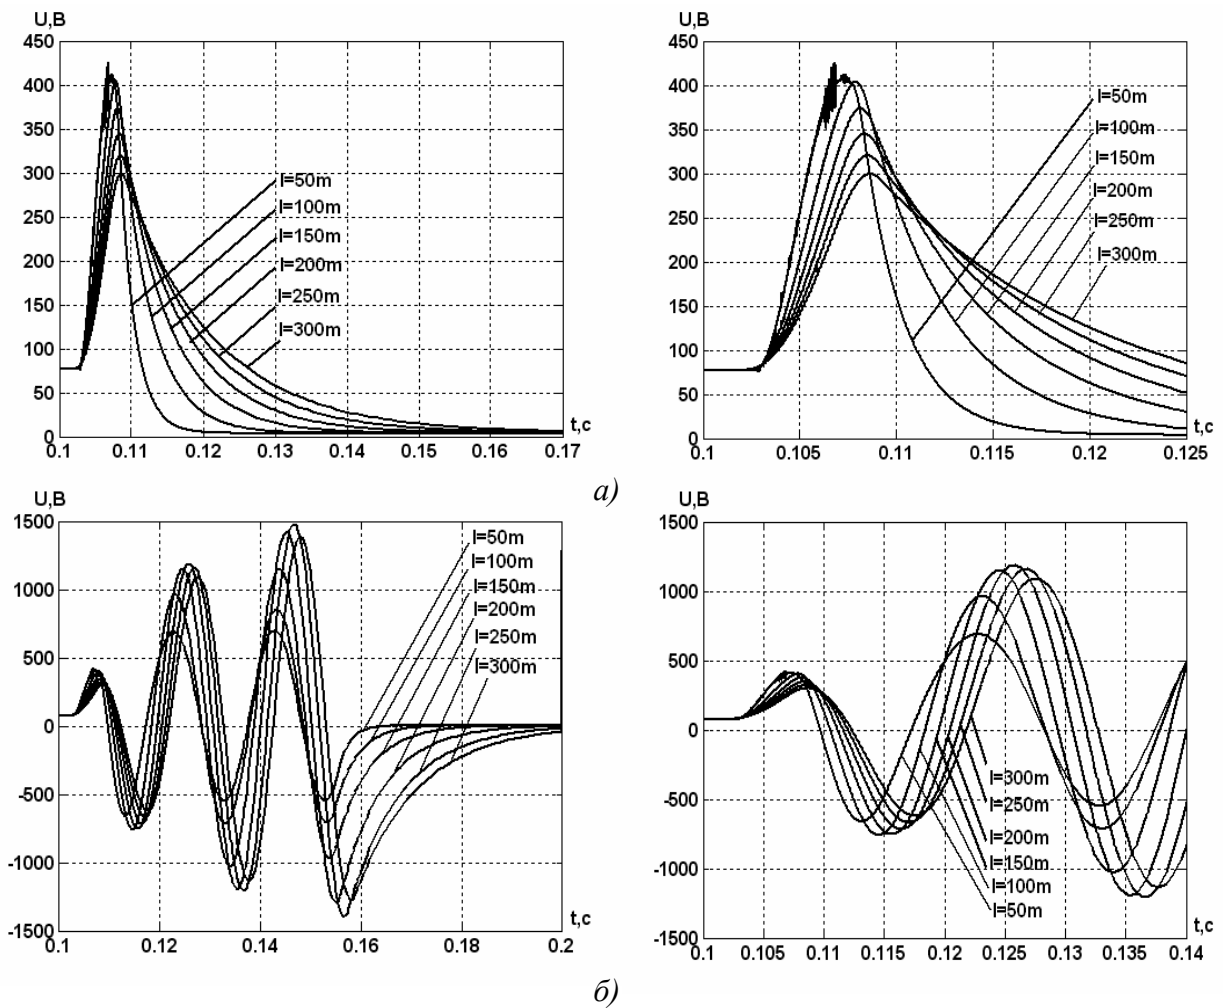 U,В
450
400
350
300
250
200
150
100
50
0
0.1
0.11
0.12
0.13
0.14
0.15
0.16
0.17
t,c
l=50m
l=100m
l=150m
l=200m
l=250m
l=300m
U,В
450
400
350
300
250
200
150
100
50
0
0.1
0.105
0.11
0.115
0.12
0.125
t,c
l=50m
l=100m
l=150m
l=200m
l=250m
l=300m
а)
U,В
1500
1000
500
0
-500
-1000
-1500
0.1
0.12
0.14
0.16
0.18
0.2
t,c
l=50m
l=100m
l=150m
l=200m
l=250m
l=300m
U,В
1500
1000
500
0
-500
-1000
-1500
0.1
0.105
0.11
0.115
0.12
0.125
0.13
0.135
0.14
t,c
l=300m
l=250m
l=200m
l=150m
l=100m
l=50m
б)